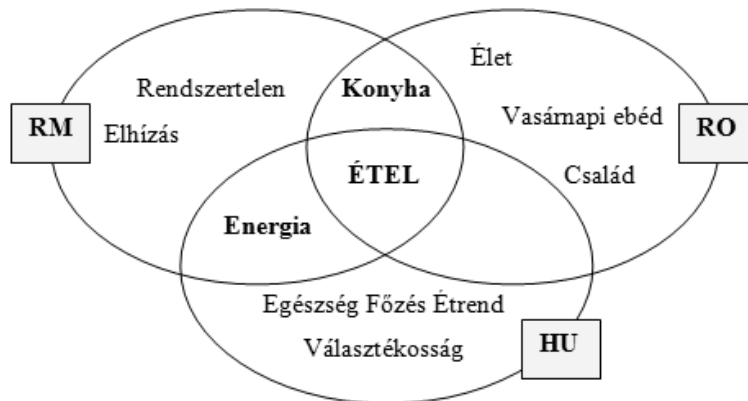 Élet
Rendszertelen
Konyha
RM
Elhízás
Vasárnapi ebéd
RO
ÉTEL
Család
Energia
Egészség Főzés Étrend
Választékosság
HU